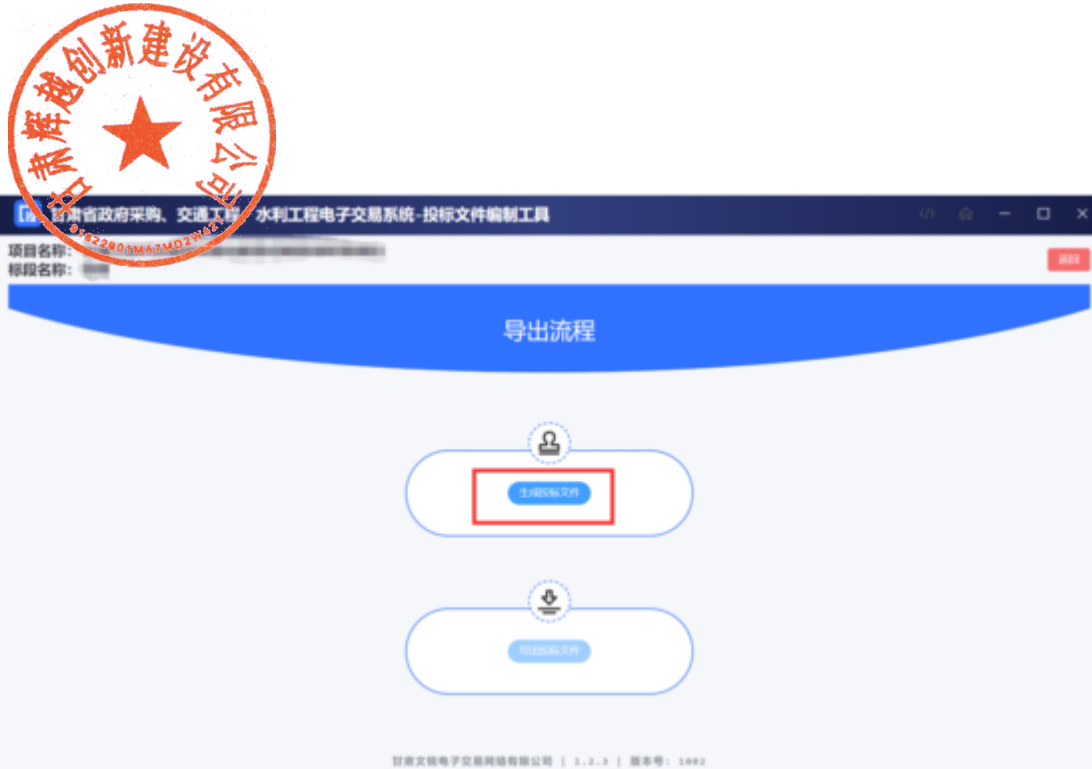 甘肃辉越创新建设有限公司
甘肃省政府采购、交通工程、水利工程电子交易系统-投标文件编制工具
项目名称:
标段名称:
返回
导出流程
生成投标文件
导出投标文件
甘肃文锐电子交易网络有限公司 | 1.2.3 | 版本号: 1002